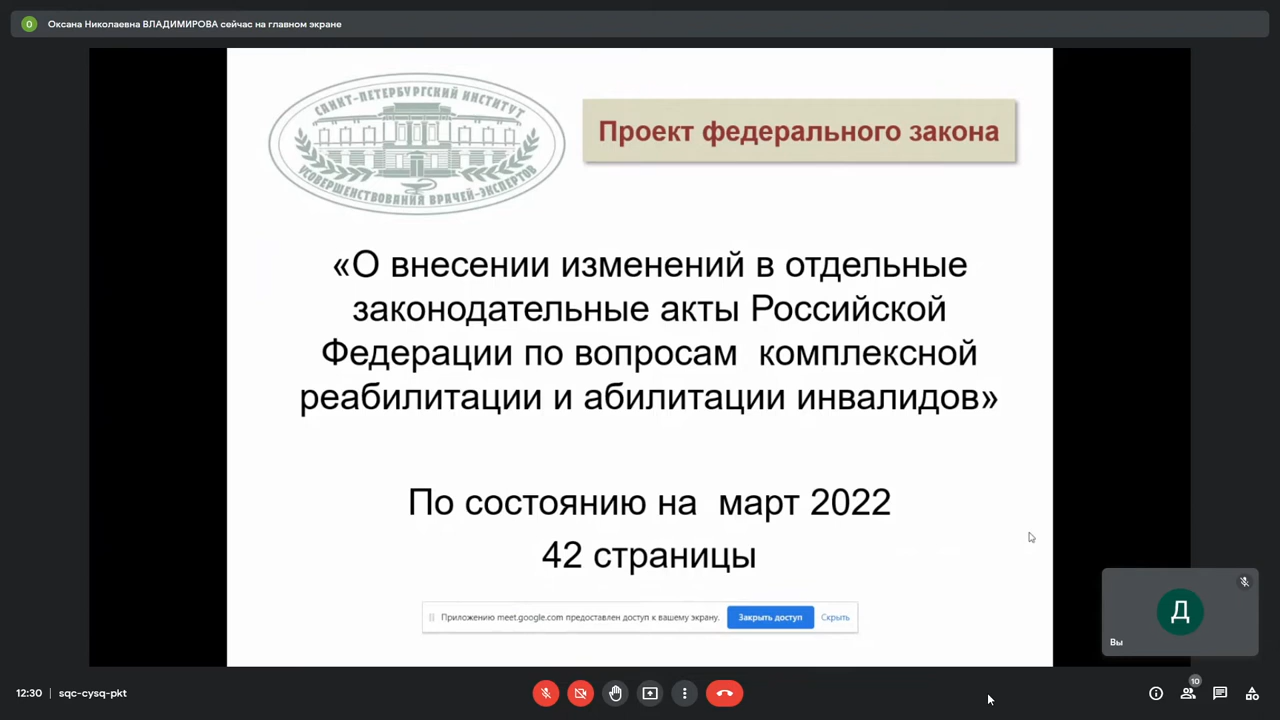 О
Оксана Николаевна ВЛАДИМИРОВА сейчас на главном экране
САНКТ-ПЕТЕРБУРГСКИЙ ИНСТИТУТ
УСОВЕРШЕНСТВОВАНИЯ ВРАЧЕЙ-ЭКСПЕРТОВ
Проект федерального закона
«О внесении изменений в отдельные
законодательные акты Российской
Федерации по вопросам комплексной
реабилитации и абилитации инвалидов»
По состоянию на март 2022
42 страницы
Приложению meet.google.com предоставлен доступ к вашему экрану.
Закрыть доступ
Скрыть
Д
Вы
12:30 | sqc-cysq-pkt
10